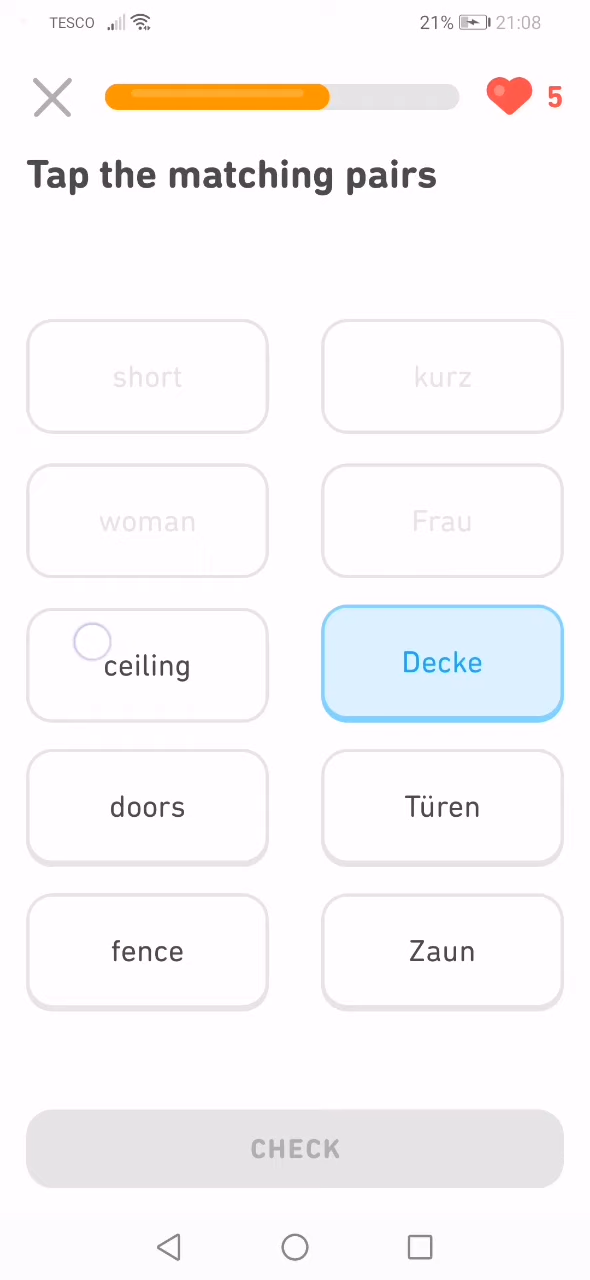 TESCO 21% 21:08
5
Tap the matching pairs
short kurz
woman Frau
ceiling Decke
doors Türen
fence Zaun
CHECK